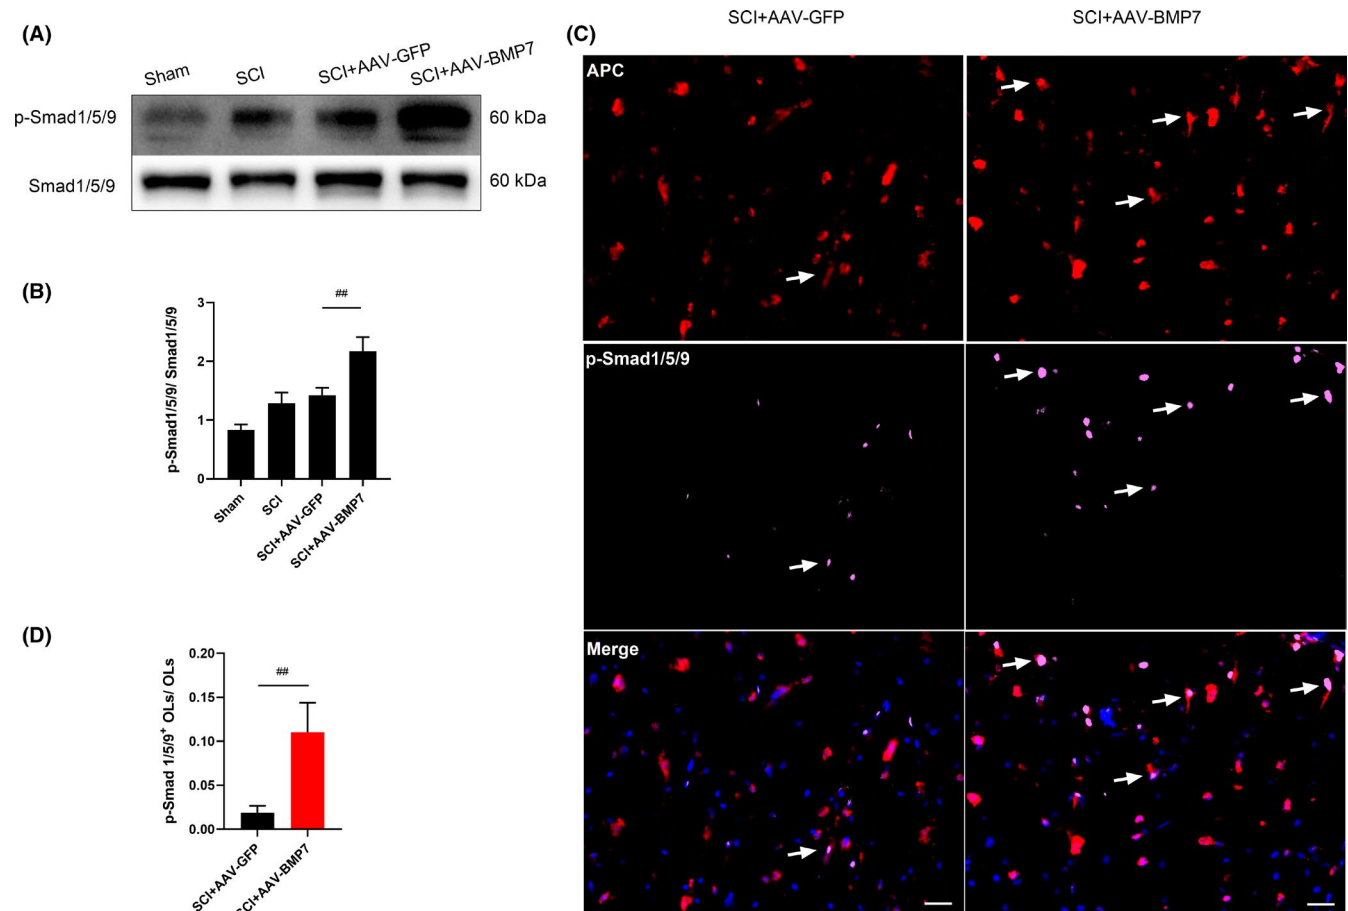 (A)
Sham
SCI
SCI+AAV-GFP
SCI+AAV-BMP7
p-Smad1/5/9
60 kDa
Smad1/5/9
60 kDa
(B)
p-Smad1/5/9/ Smad1/5/9
3
2
1
0
##
Sham
SCI
SCI+AAV-GFP
SCI+AAV-BMP7
(D)
p-Smad 1/5/9+ OLs/ OLs
0.20
0.15
0.10
0.05
0.00
##
SCI+AAV-GFP
SCI+AAV-BMP7
(C)
SCI+AAV-GFP
SCI+AAV-BMP7
APC
p-Smad1/5/9
Merge